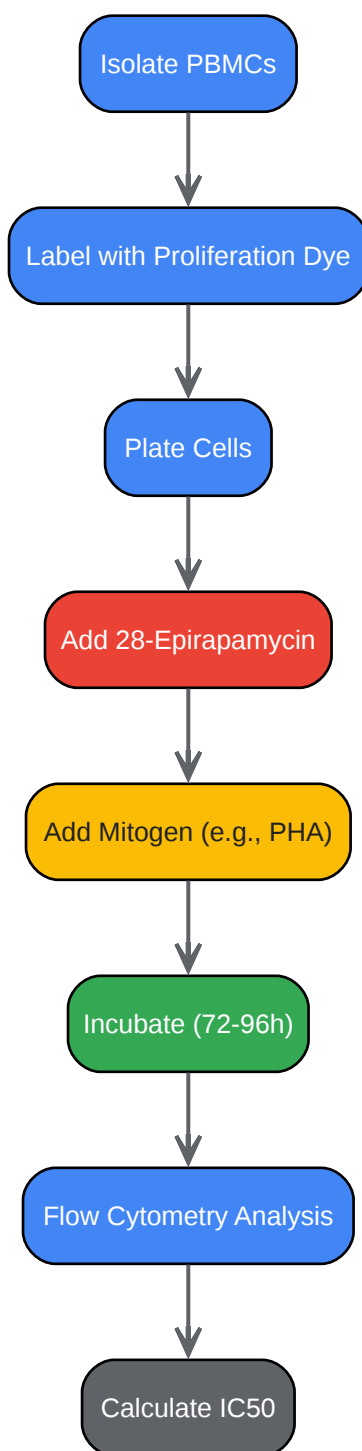 Isolate PBMCs
Label with Proliferation Dye
Plate Cells
Add 28-Epirapamycin
Add Mitogen (e.g., PHA)
Incubate (72-96h)
Flow Cytometry Analysis
Calculate IC50